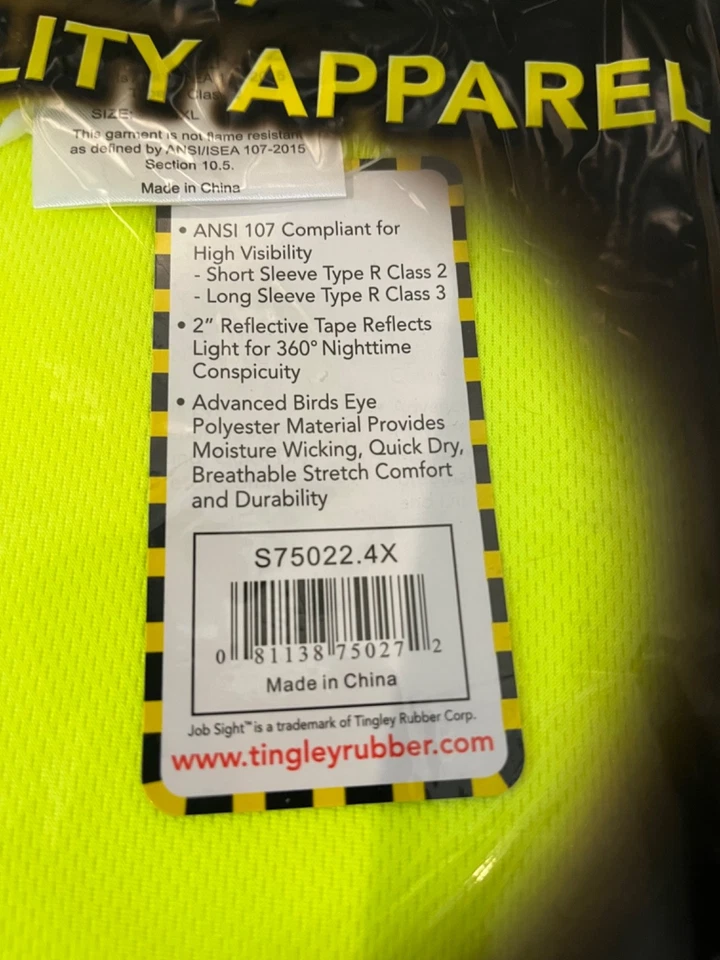 LITY APPAREL
SIZE: XL
This garment is not flame resistant
as defined by ANSI/ISEA 107-2015
Section 10.5.
Made in China
• ANSI 107 Compliant for
High Visibility
- Short Sleeve Type R Class 2
- Long Sleeve Type R Class 3
• 2” Reflective Tape Reflects
Light for 360° Nighttime
Conspicuity
• Advanced Birds Eye
Polyester Material Provides
Moisture Wicking, Quick Dry,
Breathable Stretch Comfort
and Durability
S75022.4X
0 81138 75027 2
Made in China
Job Sight™ is a trademark of Tingley Rubber Corp.
www.tingleyrubber.com